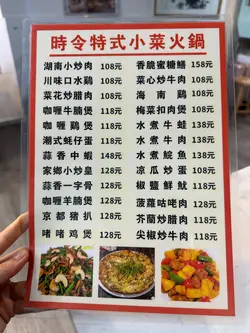 時令特式小菜火鍋
湖南小炒肉 108元
川味口水鷄 108元
菜花炒腊肉 108元
咖喱牛腩煲 108元
咖喱鷄煲 108元
潮式蚝仔蛋 118元
蒜香中蝦 148元
家鄉小炒皇 128元
蒜香一字骨 128元
咖喱羊腩煲 128元
京都猪扒 128元
啫啫鷄煲 128元
香脆蜜糖鱔 158元
菜心炒牛肉 108元
海南鷄 108元
梅菜扣肉煲 108元
水煮牛蛙 138元
水煮牛肉 138元
水煮鯇魚 138元
凉瓜炒蛋 108元
椒鹽鮮魷 118元
菠蘿咕咾肉 108元
芥蘭炒腊肉 118元
尖椒炒牛肉 118元